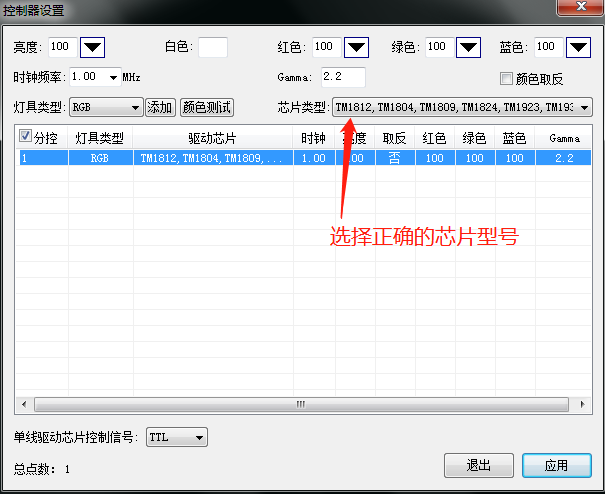 控制器设置
亮度: 100 白色: 红色: 100 绿色: 100 蓝色: 100
时钟频率: 1.00 MHz Gamma: 2.2 颜色取反
灯具类型: RGB 添加 颜色测试 芯片类型: TM1812, TM1804, TM1809, TM1824, TM1923, TM193
分控 灯具类型 驱动芯片 时钟 亮度 取反 红色 绿色 蓝色 Gamma
1 RGB TM1812, TM1804, TM1809, ... 1.00 否 100 100 100 2.2
选择正确的芯片型号
单线驱动芯片控制信号: TTL
总点数: 1
退出 应用